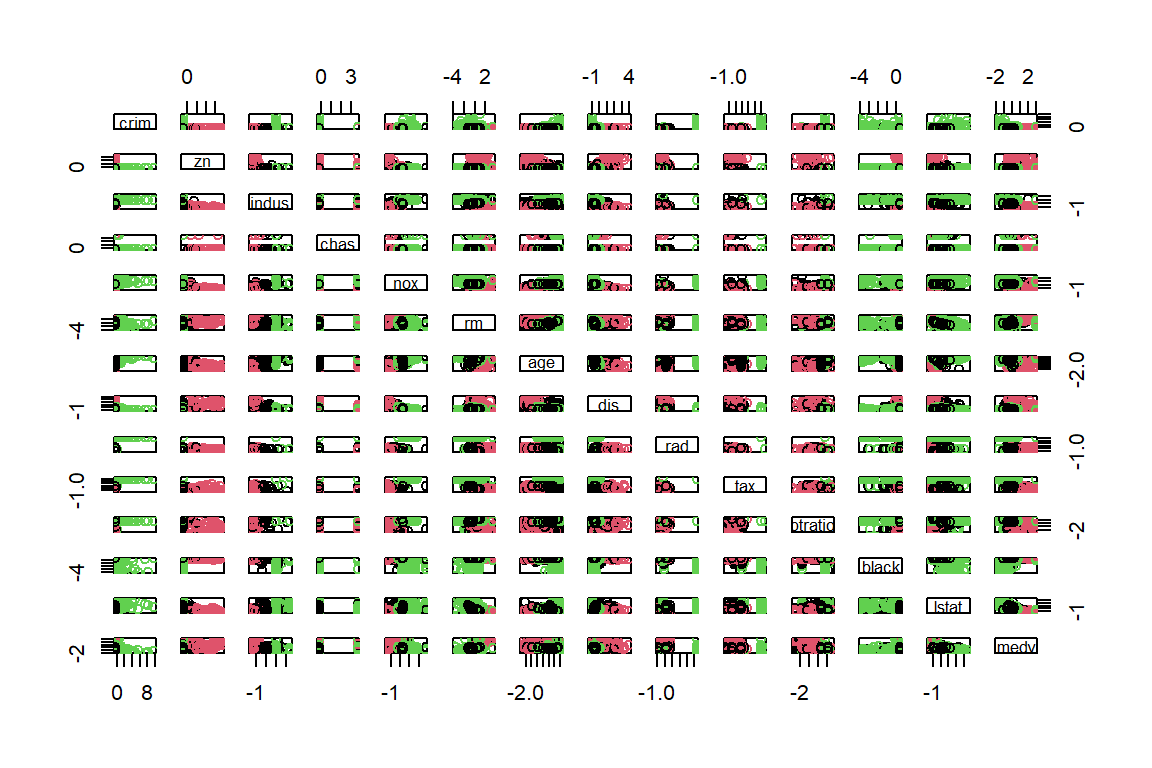 0 0 3 -4 2 -1 4 -1.0 -4 0 -2 2
crim 0
0 zn
indus -1
0 chas
nox -1
-4 rm
age -2.0
-1 dis
rad -1.0
-1.0 tax
ptratio -2
-4 black
lstat -1
-2 medv
0 8 -1 -1 -2.0 -1.0 -2 -1